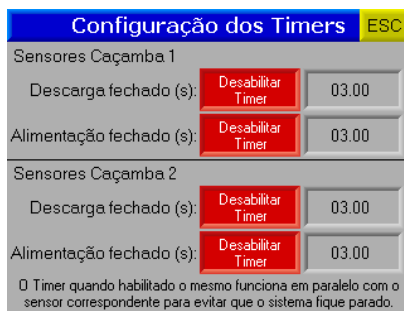 Configuração dos Timers ESC
Sensores Caçamba 1
Descarga fechado (s): Desabilitar Timer 03.00
Alimentação fechado (s): Desabilitar Timer 03.00
Sensores Caçamba 2
Descarga fechado (s): Desabilitar Timer 03.00
Alimentação fechado (s): Desabilitar Timer 03.00
O Timer quando habilitado o mesmo funciona em paralelo com o
sensor correspondente para evitar que o sistema fique parado.